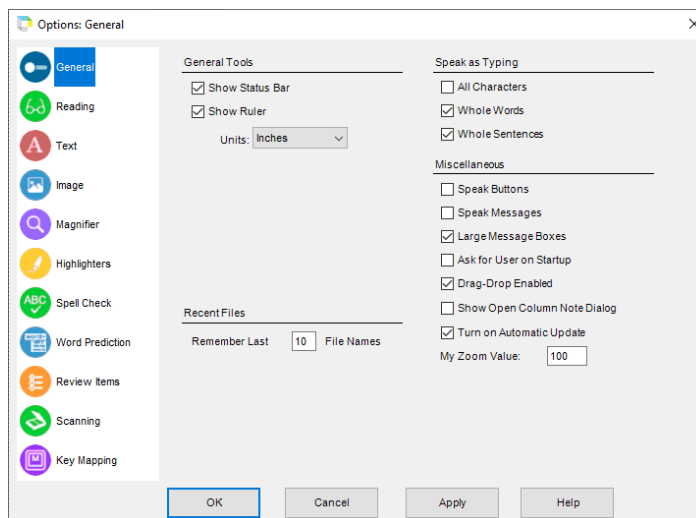 Options: General
General
Reading
A
Text
Image
Magnifier
Highlighters
ABC
Spell Check
Word Prediction
Review Items
Scanning
M
Key Mapping
General Tools
Show Status Bar
Show Ruler
Units: Inches
Recent Files
Remember Last 10 File Names
Speak as Typing
All Characters
Whole Words
Whole Sentences
Miscellaneous
Speak Buttons
Speak Messages
Large Message Boxes
Ask for User on Startup
Drag-Drop Enabled
Show Open Column Note Dialog
Turn on Automatic Update
My Zoom Value: 100
OK Cancel Apply Help